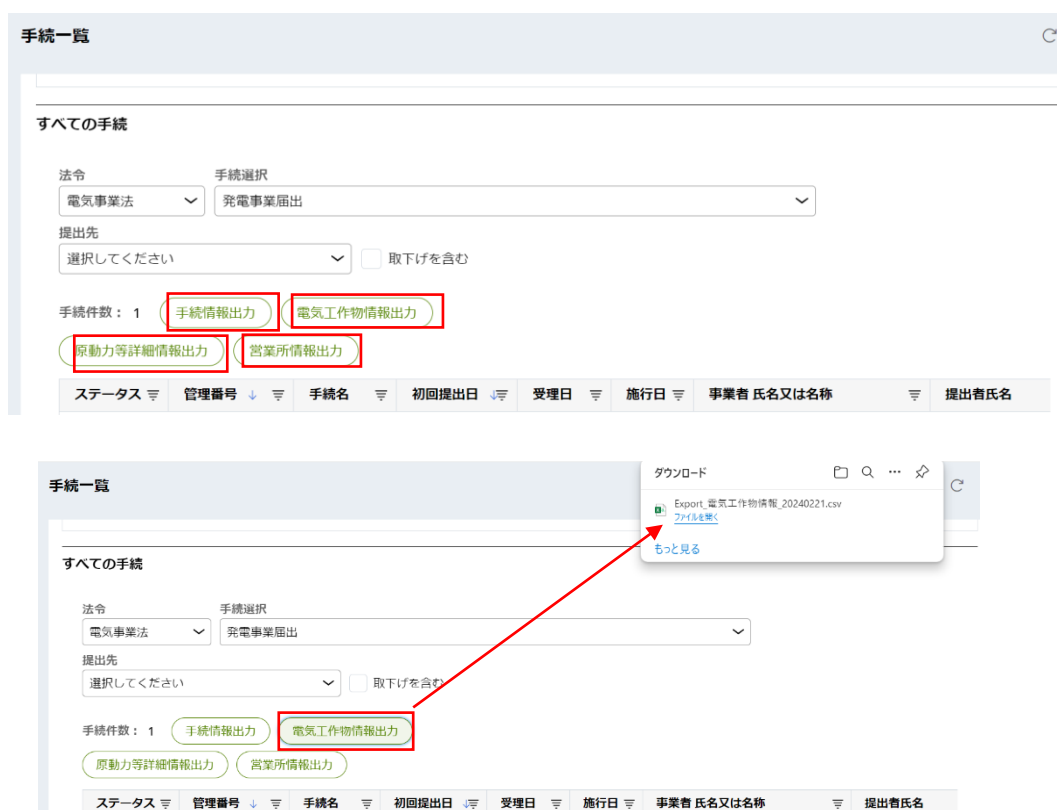 手続一覧
すべての手続
法令 手続選択
電気事業法 発電事業届出
提出先
選択してください 取下げを含む
手続件数： 1 手続情報出力 電気工作物情報出力
原動力等詳細情報出力 営業所情報出力
ステータス 管理番号 ↓ 手続名 初回提出日 ↓ 受理日 施行日 事業者 氏名又は名称 提出者氏名
手続一覧
ダウンロード
Export_電気工作物情報_20240221.csv
ファイルを開く
もっと見る
すべての手続
法令 手続選択
電気事業法 発電事業届出
提出先
選択してください 取下げを含む
手続件数： 1 手続情報出力 電気工作物情報出力
原動力等詳細情報出力 営業所情報出力
ステータス 管理番号 ↓ 手続名 初回提出日 ↓ 受理日 施行日 事業者 氏名又は名称 提出者氏名